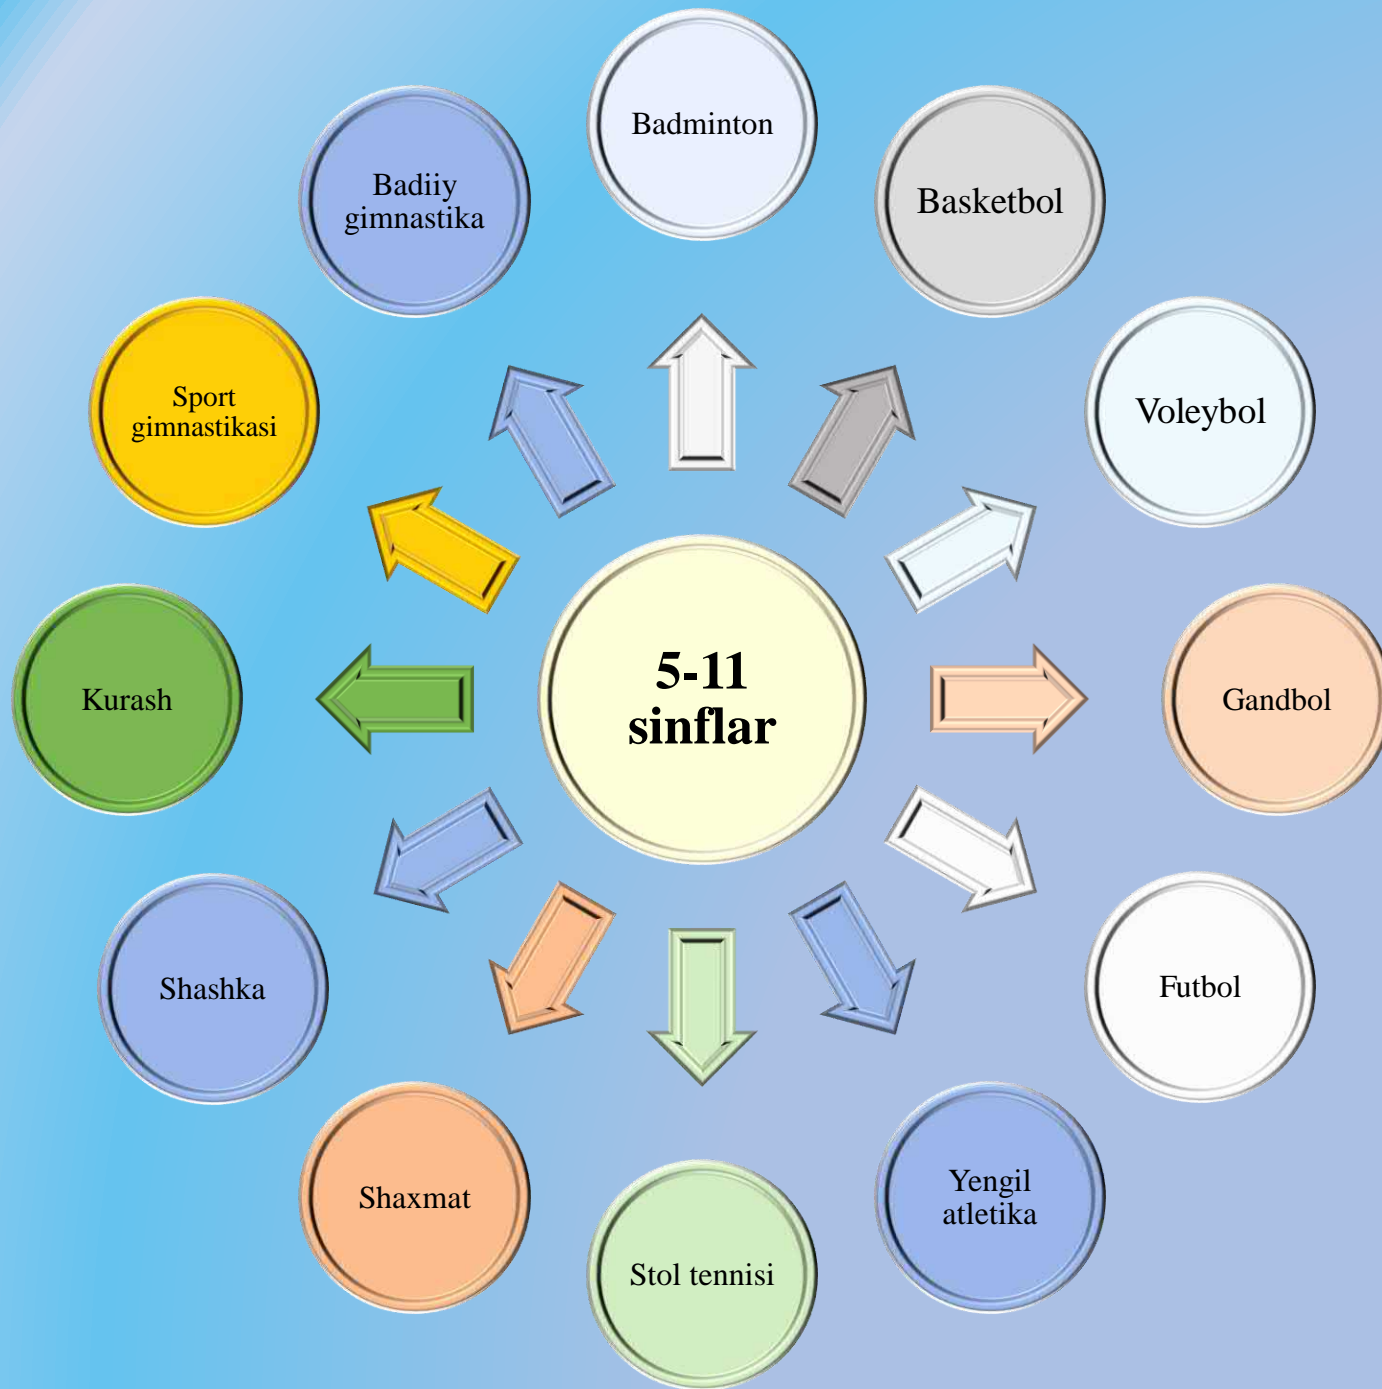 Badminton
Basketbol
Voleybol
Gandbol
Futbol
Yengil
atletika
Stol tennisi
Shaxmat
Shashka
Kurash
Sport
gimnastikasi
Badiiy
gimnastika
5-11
sinflar